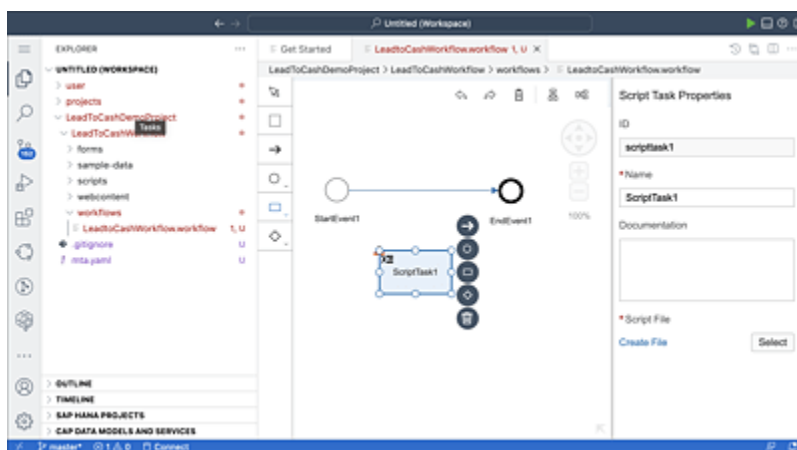 Untitled (Workspace)
EXPLORER
UNTITLED (WORKSPACE)
user
projects
LeadToCashDemoProject
Tasks
LeadToCashW
forms
sample-data
scripts
webcontent
workflows
LeadtoCashWorkflow.workflow 1, U
.gitignore U
mta.yaml U
OUTLINE
TIMELINE
SAP HANA PROJECTS
CAP DATA MODELS AND SERVICES
Get Started
LeadtoCashWorkflow.workflow 1, U
LeadToCashDemoProject > LeadToCashWorkflow > workflows > LeadtoCashWorkflow.workflow
StartEvent1
EndEvent1
100%
ScriptTask1
Script Task Properties
ID
scripttask1
*Name
ScriptTask1
Documentation
*Script File
Create File
Select
master* 1 0 Connect